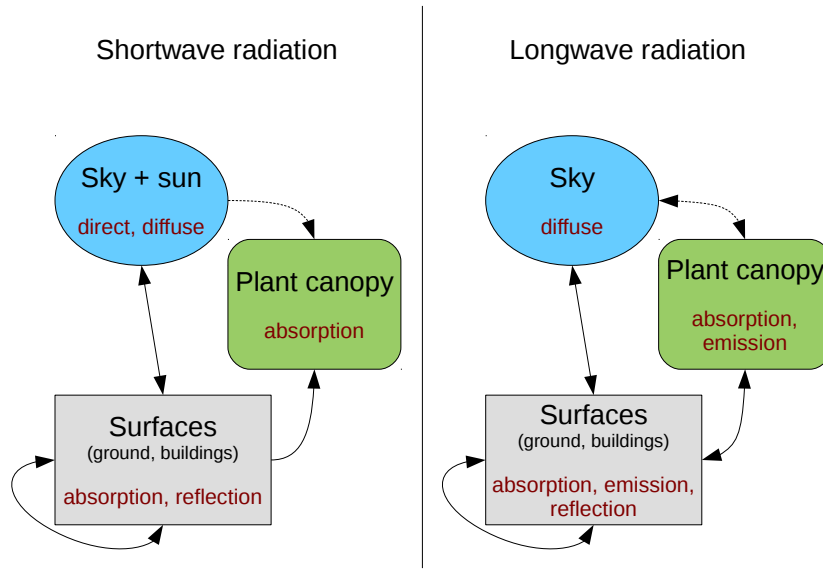 Shortwave radiation
Sky + sun
direct, diffuse
Plant canopy
absorption
Surfaces
(ground, buildings)
absorption, reflection
Longwave radiation
Sky
diffuse
Plant canopy
absorption,
emission
Surfaces
(ground, buildings)
absorption, emission,
reflection